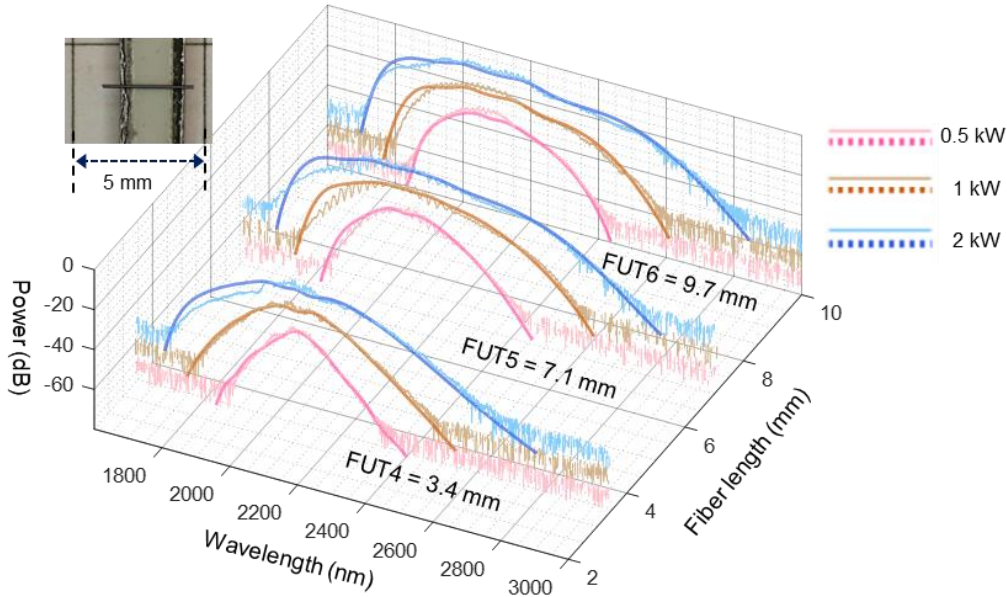 5 mm
0.5 kW
1 kW
2 kW
FUT6 = 9.7 mm
FUT5 = 7.1 mm
FUT4 = 3.4 mm
Power (dB)
0
-20
-40
-60
1800
2000
2200
2400
2600
2800
3000
Wavelength (nm)
2
4
6
8
10
Fiber length (mm)